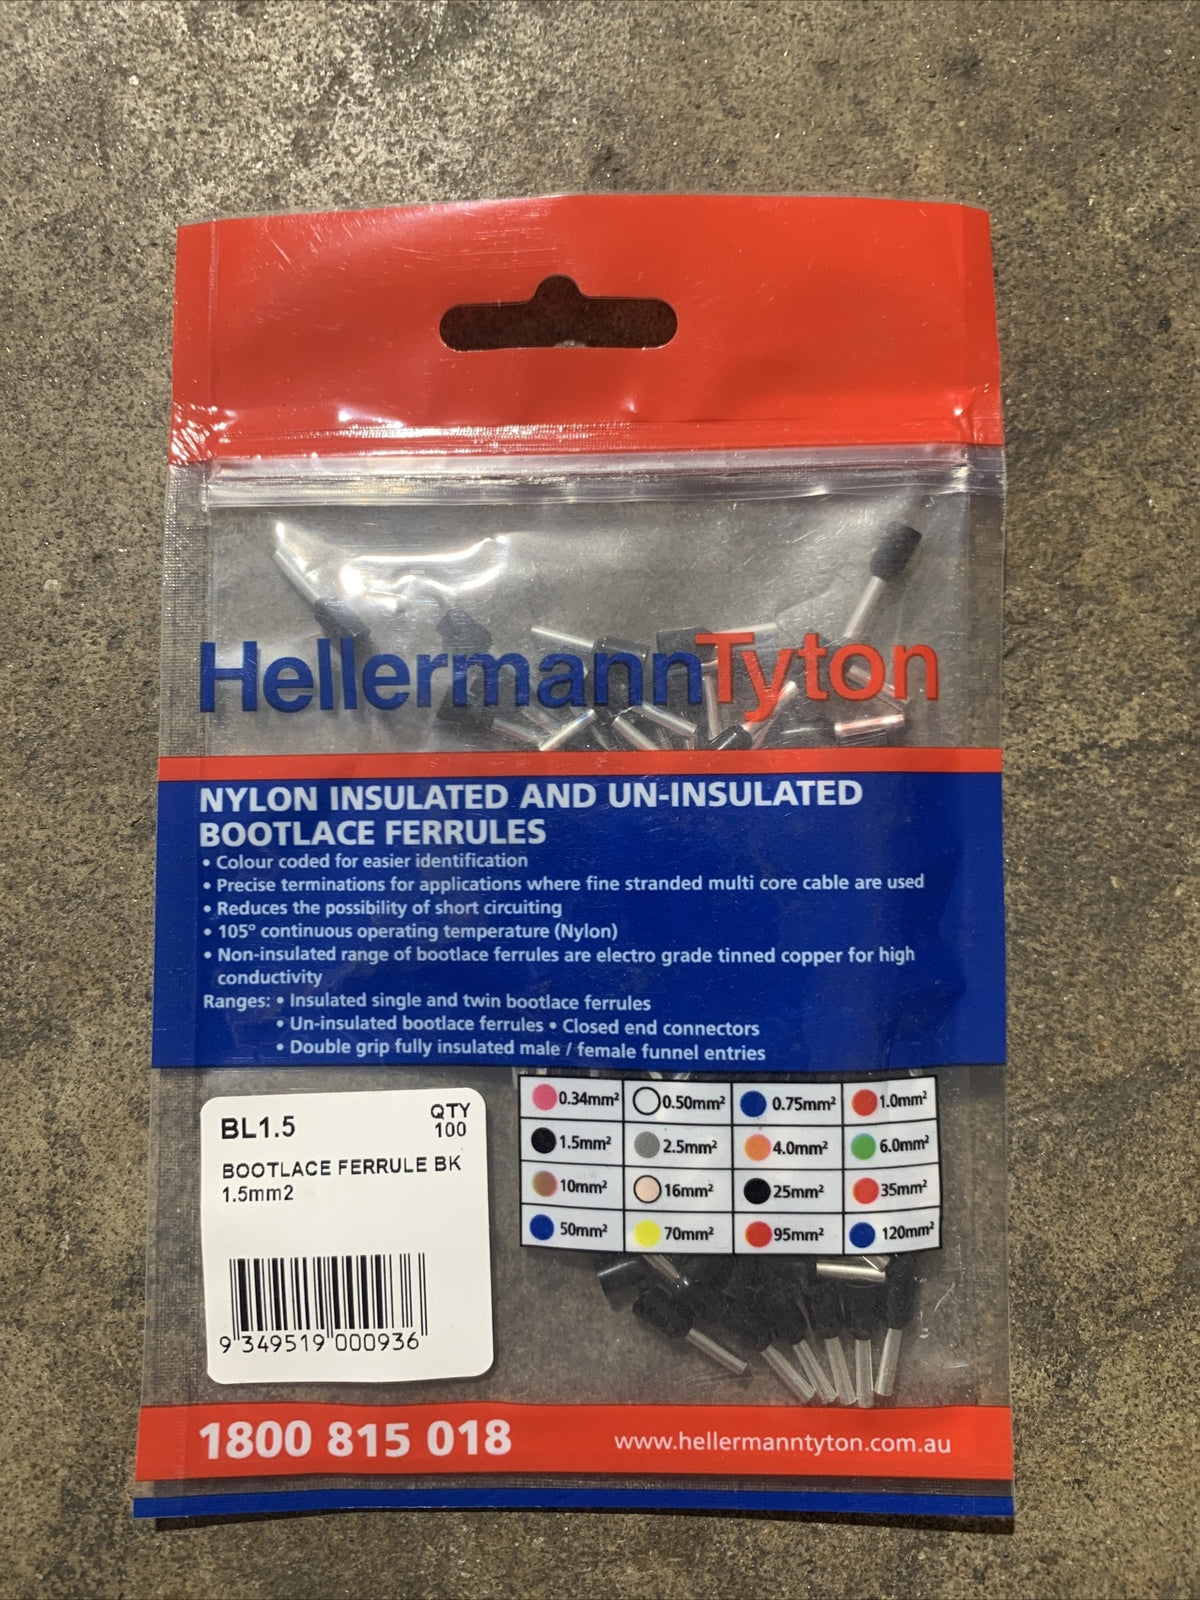 HellermannTyton
NYLON INSULATED AND UN-INSULATED
BOOTLACE FERRULES
• Colour coded for easier identification
• Precise terminations for applications where fine stranded multi core cable are used
• Reduces the possibility of short circuiting
• 105º continuous operating temperature (Nylon)
• Non-insulated range of bootlace ferrules are electro grade tinned copper for high
conductivity
Ranges: • Insulated single and twin bootlace ferrules
• Un-insulated bootlace ferrules • Closed end connectors
• Double grip fully insulated male / female funnel entries
BL1.5 QTY
100
BOOTLACE FERRULE BK
1.5mm2
9 349519 000936
0.34mm² 0.50mm² 0.75mm² 1.0mm²
1.5mm² 2.5mm² 4.0mm² 6.0mm²
10mm² 16mm² 25mm² 35mm²
50mm² 70mm² 95mm² 120mm²
1800 815 018 www.hellermanntyton.com.au